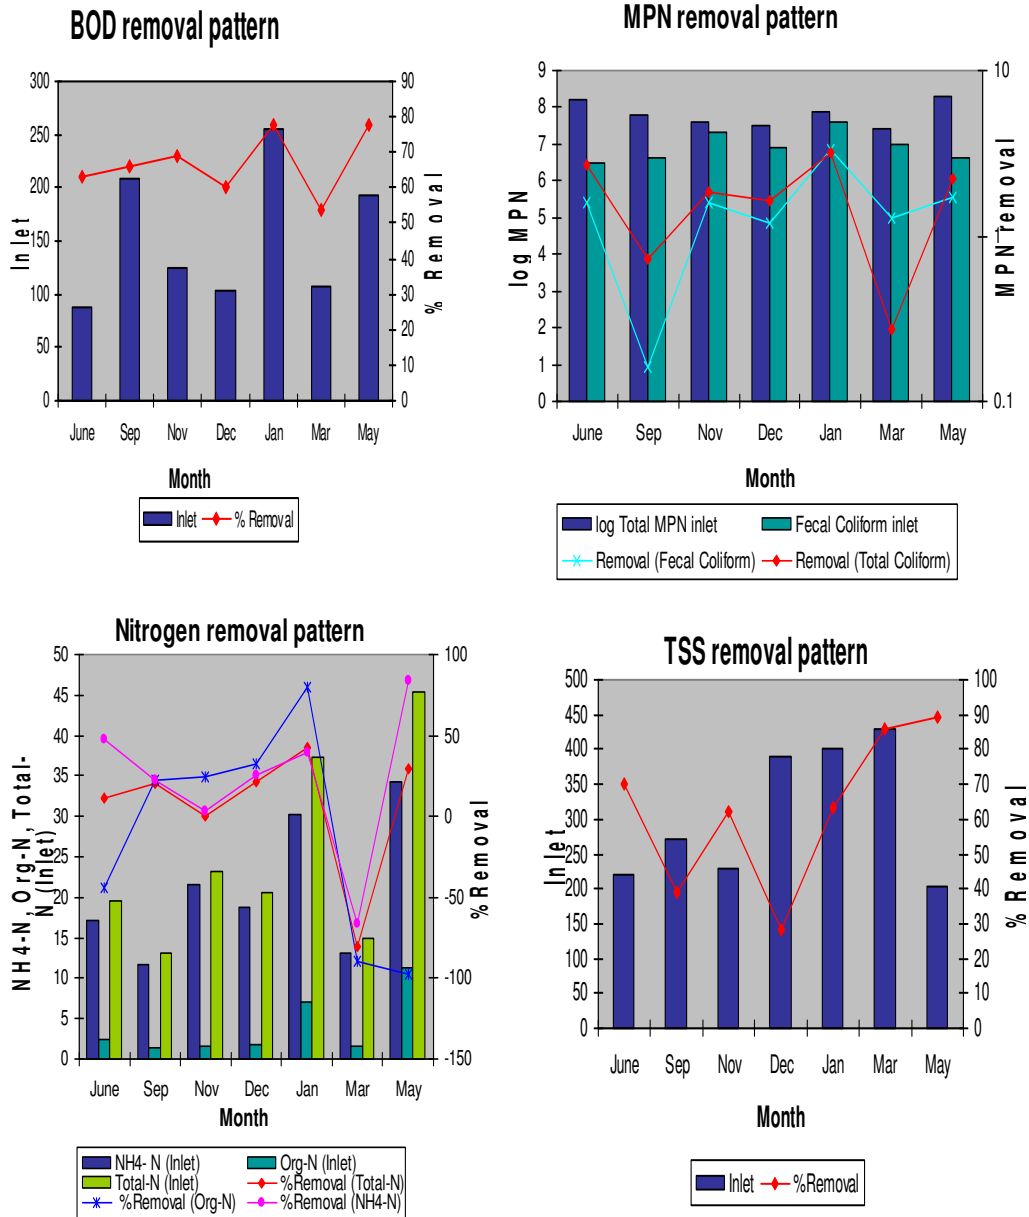 BOD removal pattern
300
250
200
150
100
50
0
Inlet
90
80
70
60
50
40
30
20
10
0
% Removal
June Sep Nov Dec Jan Mar May
Month
Inlet % Removal
MPN removal pattern
9
8
7
6
5
4
3
2
1
0
log MPN
10
1
0.1
MPN removal
June Sep Nov Dec Jan Mar May
Month
log Total MPN inlet Fecal Coliform inlet
Removal (Fecal Coliform) Removal (Total Coliform)
Nitrogen removal pattern
50
45
40
35
30
25
20
15
10
5
0
NH4-N, Org-N, Total-
N (Inlet)
100
50
0
-50
-100
-150
%Removal
June Sep Nov Dec Jan Mar May
Month
NH4- N (Inlet) Org-N (Inlet)
Total-N (Inlet) %Removal (Total-N)
%Removal (Org-N) %Removal (NH4-N)
TSS removal pattern
500
450
400
350
300
250
200
150
100
50
0
Inlet
100
90
80
70
60
50
40
30
20
10
0
% Removal
June Sep Nov Dec Jan Mar May
Month
Inlet %Removal